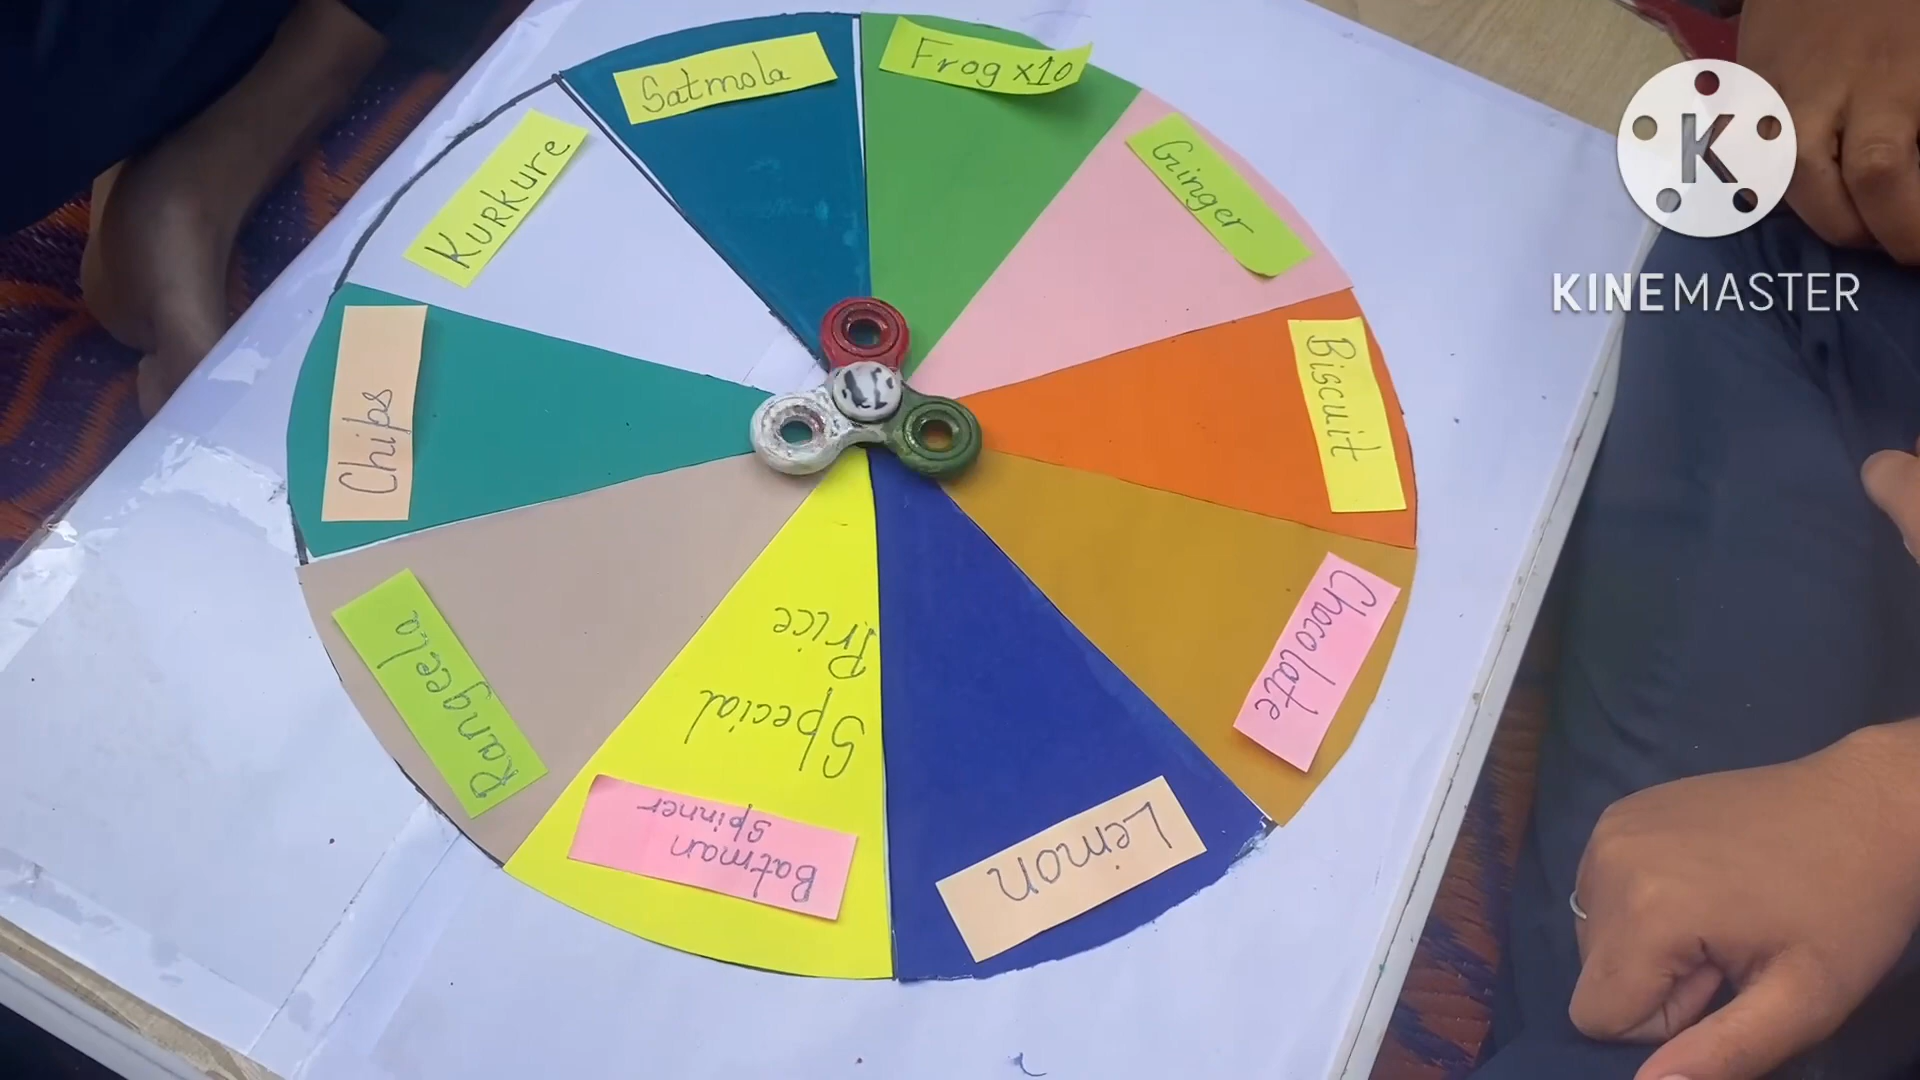 Satmola
Frog x10
Ginger
Biscuit
Chocolate
Lemon
Special
Price
Batman
Spinner
Rangeela
Chips
Kurkure
K
KINEMASTER